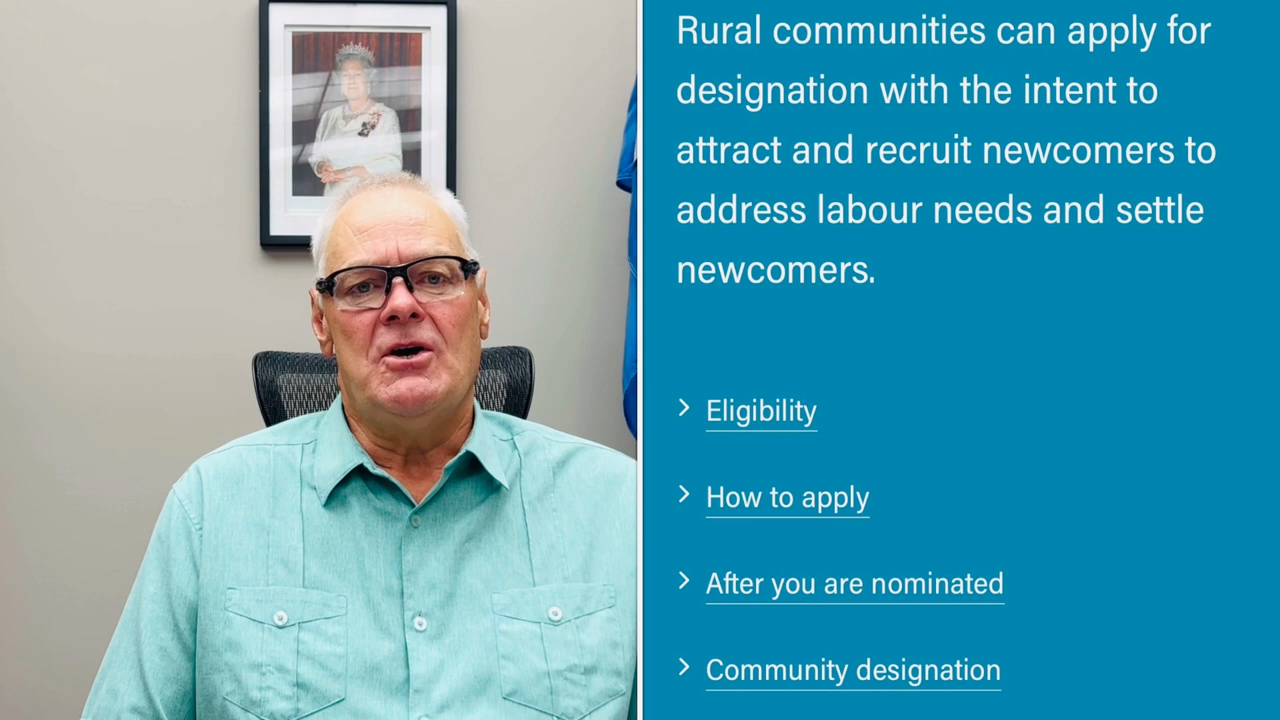 Rural communities can apply for
designation with the intent to
attract and recruit newcomers to
address labour needs and settle
newcomers.
Eligibility
How to apply
After you are nominated
Community designation